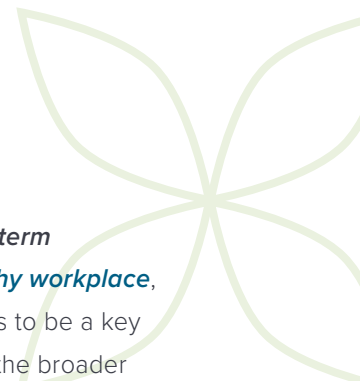 term
hy workplace,
s to be a key
the broader